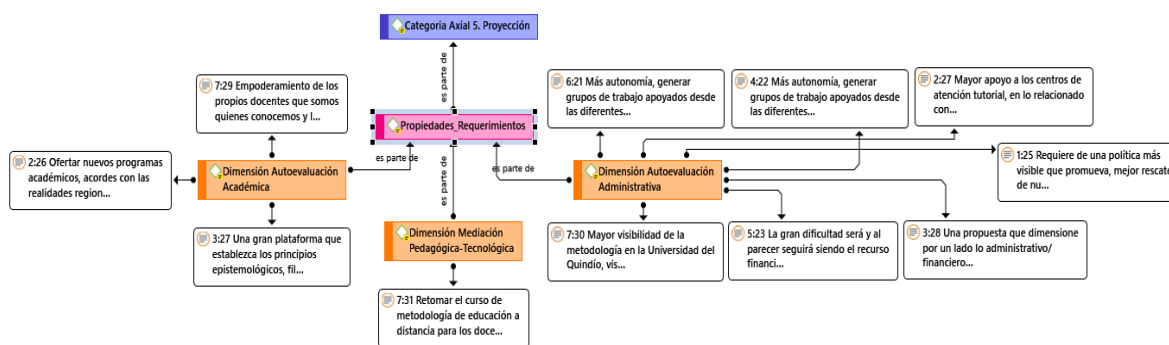 Categoria Axial 5. Proyección
es parte de
7:29 Empoderamiento de los
propios docentes que somos
quienes conocemos y l...
6:21 Más autonomía, generar
grupos de trabajo apoyados desde
las diferentes...
4:22 Más autonomía, generar
grupos de trabajo apoyados desde
las diferentes...
2:27 Mayor apoyo a los centros de
atención tutorial, en lo relacionado
con...
Propiedades_Requerimientos
es parte de
es parte de
es parte de
2:26 Ofertar nuevos programas
académicos, acordes con las
realidades region...
Dimensión Autoevaluación
Académica
Dimensión Autoevaluación
Administrativa
1:25 Requiere de una política más
visible que promueva, mejor rescate
de nu...
3:27 Una gran plataforma que
establezca los principios
epistemológicos, fil...
Dimensión Mediación
Pedagógica-Tecnológica
7:30 Mayor visibilidad de la
metodología en la Universidad del
Quindío, vis...
5:23 La gran dificultad será y al
parecer seguirá siendo el recurso
financi...
3:28 Una propuesta que dimensione
por un lado lo administrativo/
financiero...
7:31 Retomar el curso de
metodología de educación a
distancia para los doce...